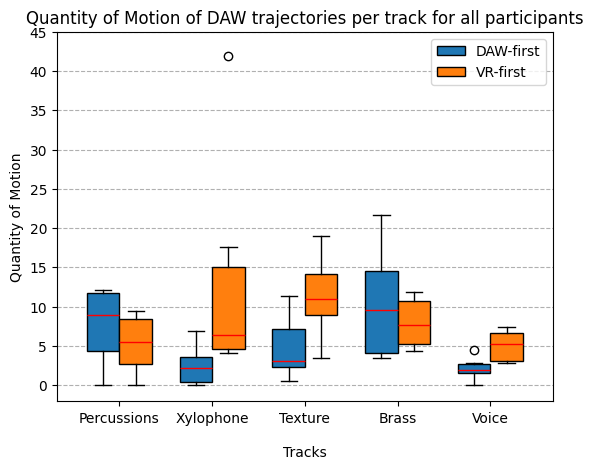 Quantity of Motion of DAW trajectories per track for all participants
DAW-first
VR-first
45
40
35
30
25
20
15
10
5
0
Quantity of Motion
Percussions Xylophone Texture Brass Voice
Tracks